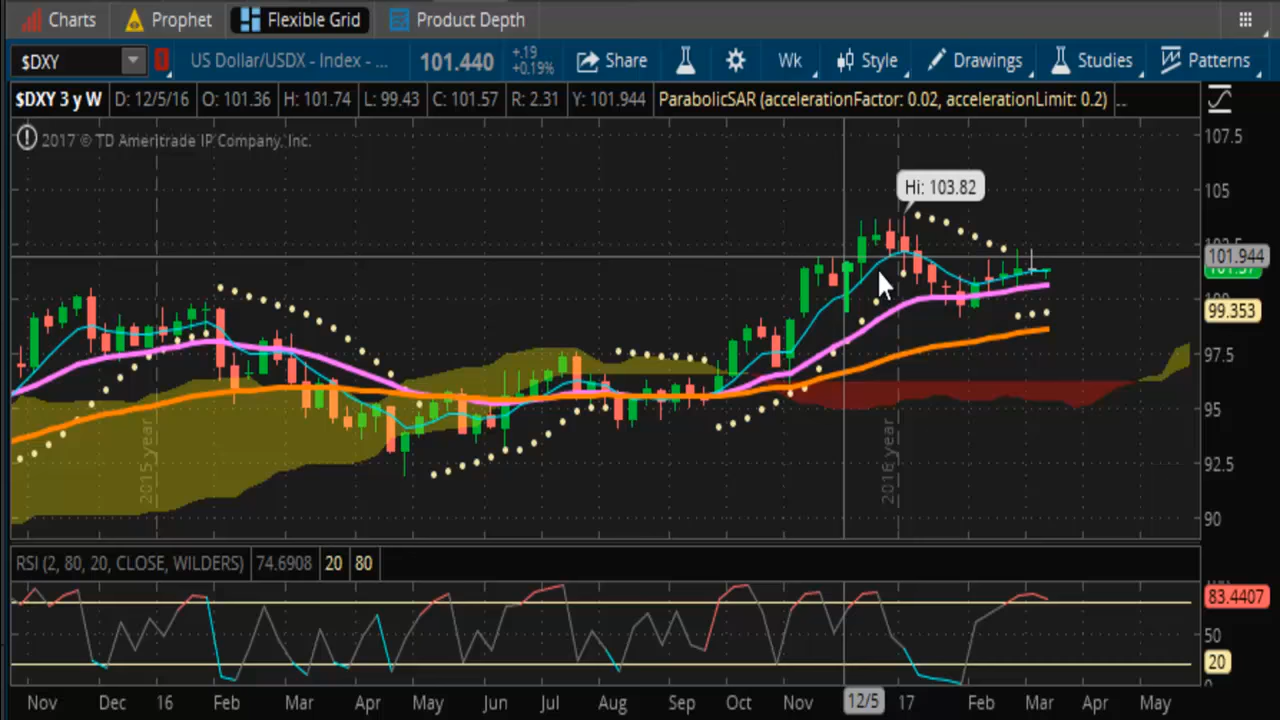 Charts Prophet Flexible Grid Product Depth
$DXY US Dollar/USDX - Index - ... 101.440 +.19 +0.19% Share Wk Style Drawings Studies Patterns
$DXY 3 y W D: 12/5/16 O: 101.36 H: 101.74 L: 99.43 C: 101.57 R: 2.31 Y: 101.944 ParabolicSAR (accelerationFactor: 0.02, accelerationLimit: 0.2) ...
2017 © TD Ameritrade IP Company, Inc.
107.5
Hi: 103.82
105
101.944
99.353
97.5
95
92.5
90
2015 year
2016 year
RSI (2, 80, 20, CLOSE, WILDERS) 74.6908 20 80
83.4407
50
20
0
Nov Dec 16 Feb Mar Apr May Jun Jul Aug Sep Oct Nov 12/5 17 Feb Mar Apr May